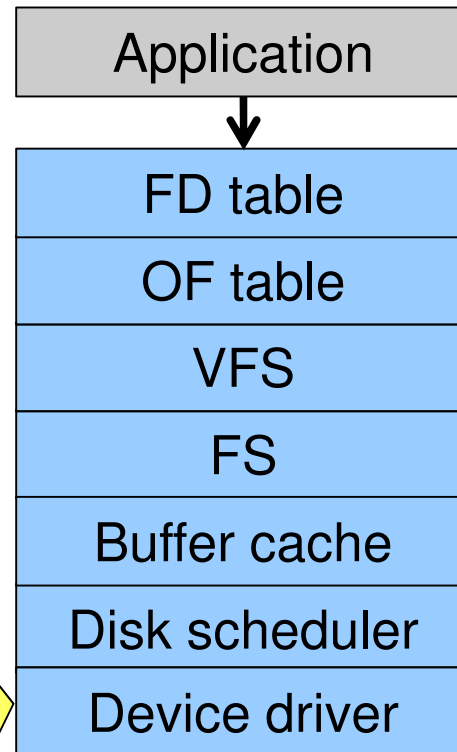 Application
FD table
OF table
VFS
FS
Buffer cache
Disk scheduler
Device driver